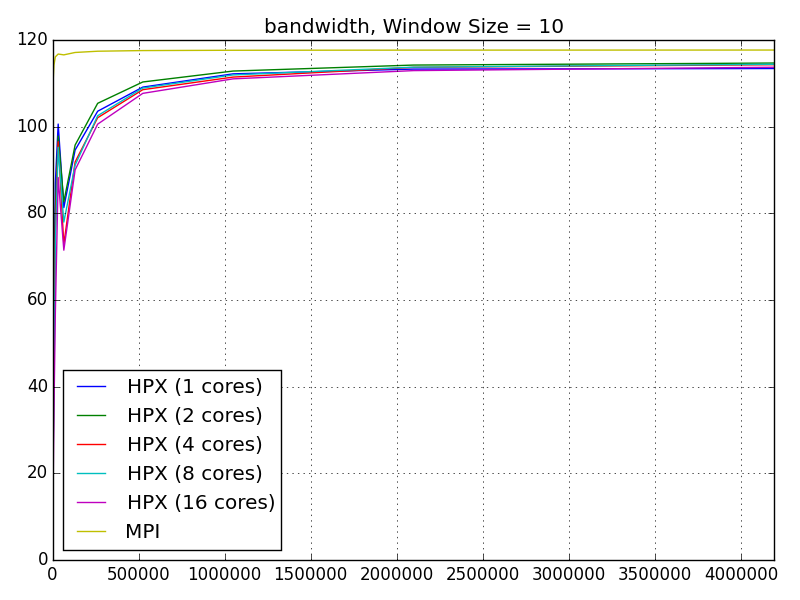 bandwidth, Window Size = 10
120
100
80
60
40
20
0
HPX (1 cores)
HPX (2 cores)
HPX (4 cores)
HPX (8 cores)
HPX (16 cores)
MPI
0 500000 1000000 1500000 2000000 2500000 3000000 3500000 4000000